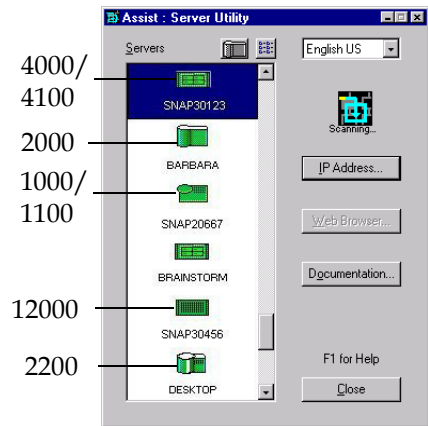 Assist : Server Utility
Servers
English US
4000/
4100
SNAP30123
Scanning...
2000
BARBARA
IP Address...
1000/
1100
SNAP20667
Web Browser...
BRAINSTORM
Documentation...
12000
SNAP30456
2200
DESKTOP
F1 for Help
Close